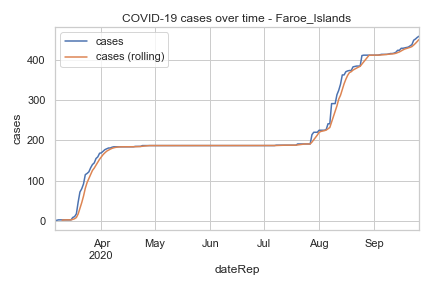 COVID-19 cases over time - Faroe_Islands
cases
cases (rolling)
cases
400
300
200
100
0
Apr
2020
May
Jun
Jul
Aug
Sep
dateRep